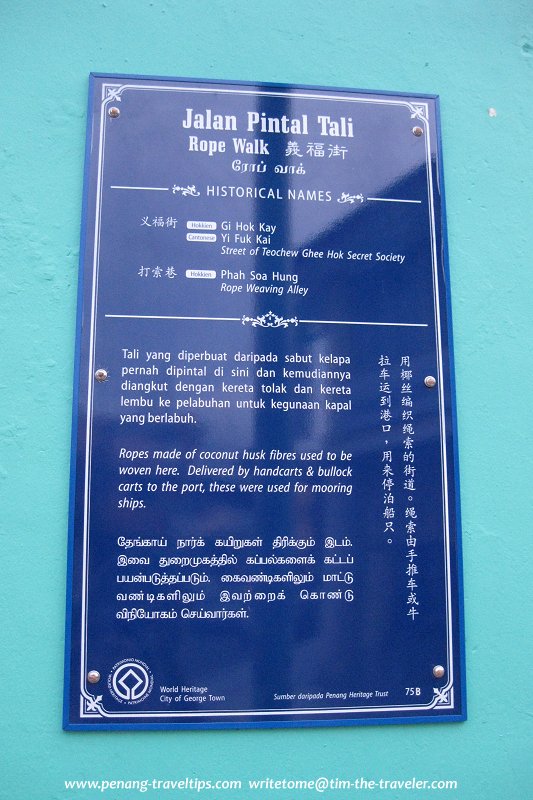 Jalan Pintal Tali
Rope Walk 義福街
ரோப் வாக்
HISTORICAL NAMES
义福街 Hokkien Gi Hok Kay
Cantonese Yi Fuk Kai
Street of Teochew Ghee Hok Secret Society
打索巷 Hokkien Phah Soa Hung
Rope Weaving Alley
Tali yang diperbuat daripada sabut kelapa
pernah dipintal di sini dan kemudiannya
diangkut dengan kereta tolak dan kereta
lembu ke pelabuhan untuk kegunaan kapal
yang berlabuh.
Ropes made of coconut husk fibres used to be
woven here. Delivered by handcarts & bullock
carts to the port, these were used for mooring
ships.
தேங்காய் நார்க் கயிறுகள் திரிக்கும் இடம்.
இவை துறைமுகத்தில் கப்பல்களைக் கட்டப்
பயன்படுத்தப்படும். கைவண்டிகளிலும் மாட்டு
வண்டிகளிலும் இவற்றைக் கொண்டு
விநியோகம் செய்வார்கள்.
用椰丝编织绳索的街道。绳索由手推车或牛
拉车运到港口，用来停泊船只。
World Heritage
City of George Town
Sumber daripada Penang Heritage Trust
75B
www.penang-traveltips.com writetome@tim-the-traveler.com